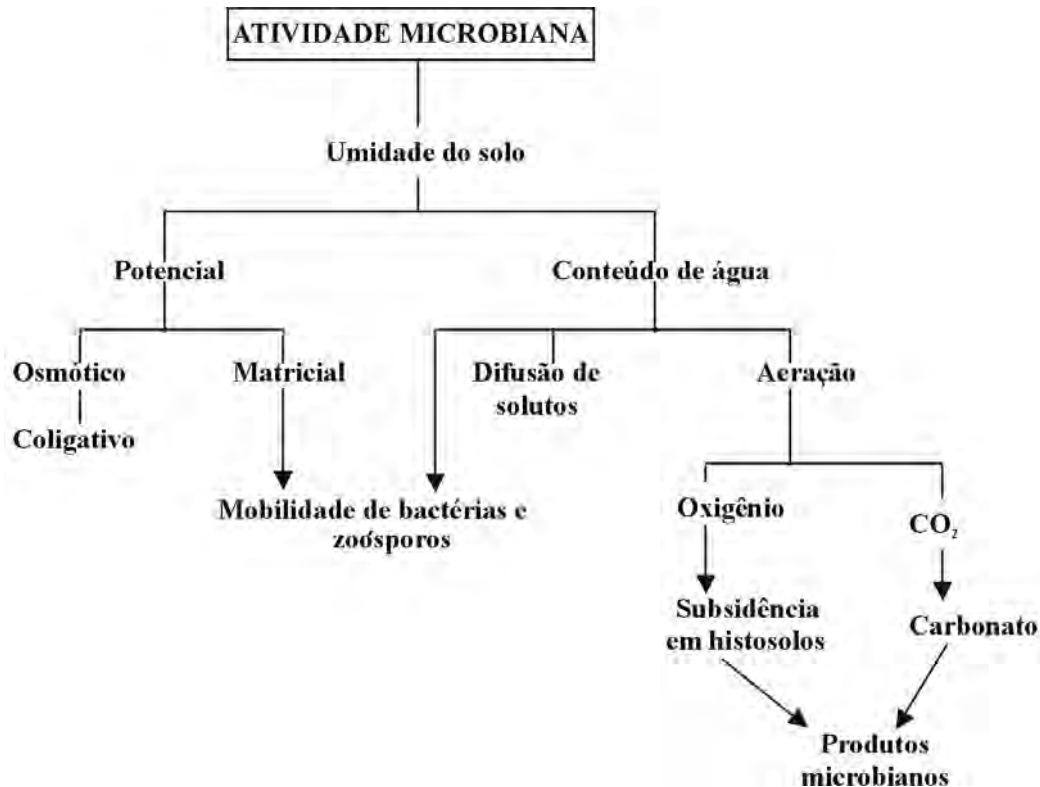 ATIVIDADE MICROBIANA
Umidade do solo
Potencial
Conteúdo de água
Osmòtico
Matricial
Difusão de
solutos
Aeração
Coligativo
Mobilidade de bactérias e
zoósporos
Oxigênio
CO₂
Subsidência
em histosolos
Carbonato
Produtos
microbianos